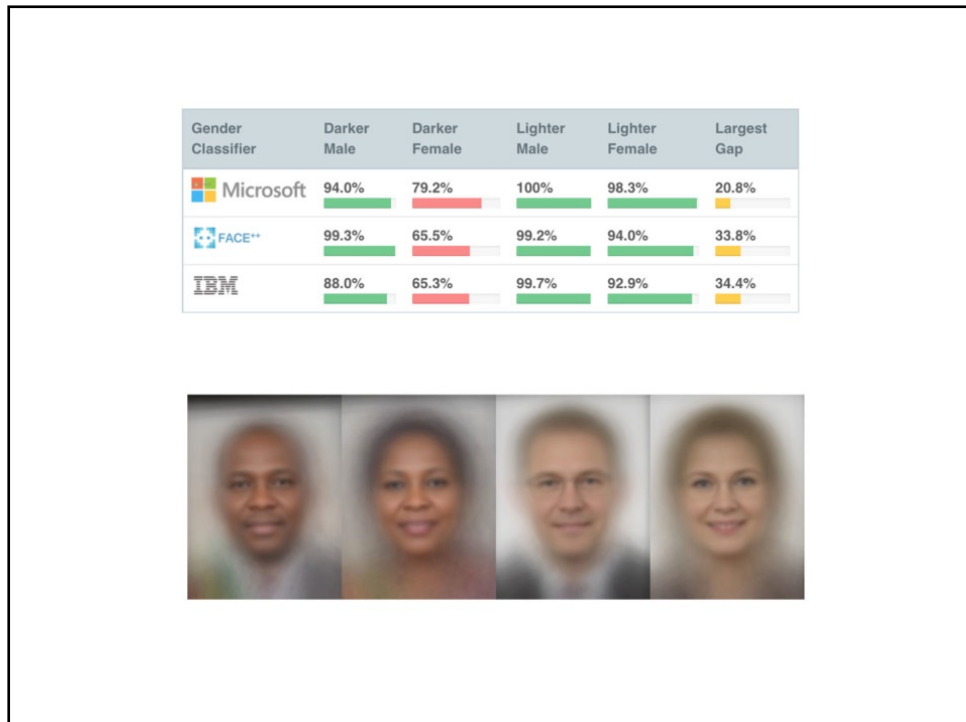 Gender Classifier Darker Male Darker Female Lighter Male Lighter Female Largest Gap
Microsoft 94.0% 79.2% 100% 98.3% 20.8%
FACE++ 99.3% 65.5% 99.2% 94.0% 33.8%
IBM 88.0% 65.3% 99.7% 92.9% 34.4%